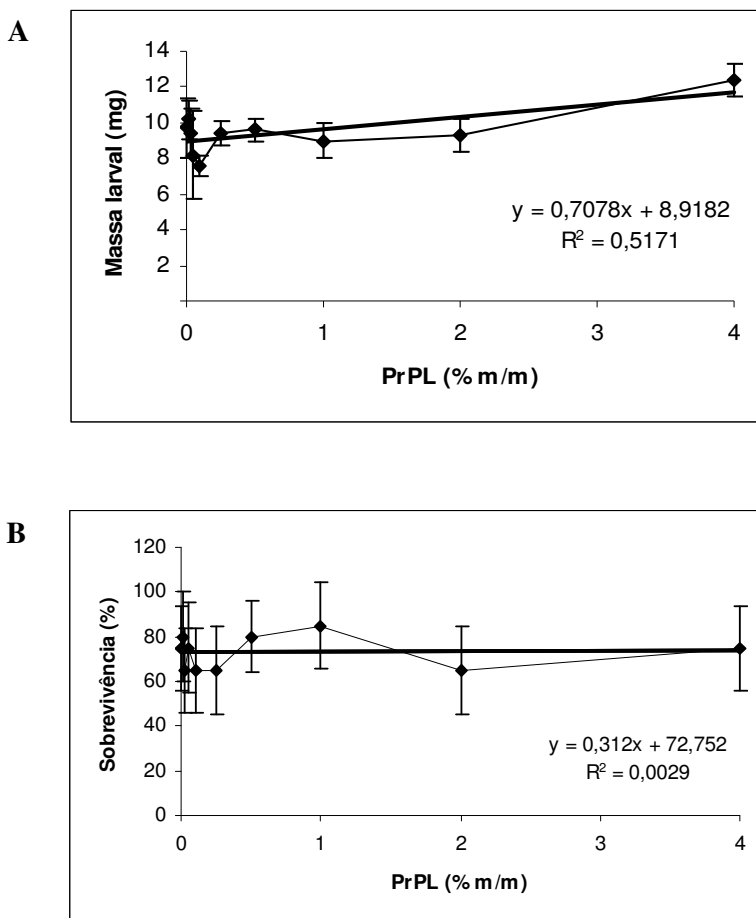 A
Massa larval (mg)
14
12
10
8
6
4
2
y = 0,7078x + 8,9182
R² = 0,5171
0
1
2
3
4
PrPL (% m/m)
B
Sobrevivência (%)
120
100
80
60
40
20
0
y = 0,312x + 72,752
R² = 0,0029
0
1
2
3
4
PrPL (% m/m)